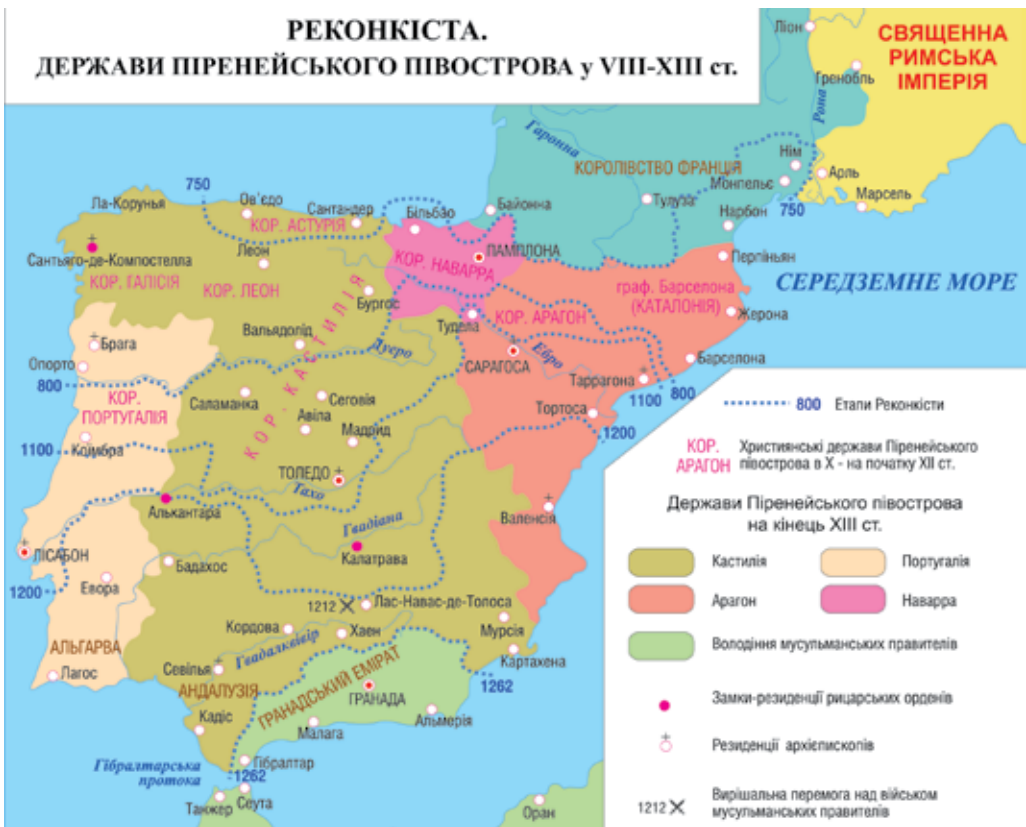 РЕКОНКІСТА.
ДЕРЖАВИ ПІРЕНЕЙСЬКОГО ПІВОСТРОВА у VIII-XIII ст.
Ліон
СВЯЩЕННА
РИМСЬКА
ІМПЕРІЯ
Гренобль
Рона
Гаронна
КОРОЛІВСТВО ФРАНЦІЯ
Нім
Монпельє
Арль
Марсель
750
750
Ла-Корунья
Ов'єдо
Сантандер
Більбао
Байонна
Тулуза
Нарбон
КОР. АСТУРІЯ
ПАМПЛОНА
Перпіньян
Сантьяго-де-Компостелла
Леон
КОР. НАВАРРА
СЕРЕДЗЕМНЕ МОРЕ
КОР. ГАЛІСІЯ
КОР. ЛЕОН
Бургос
граф. Барселона
(КАТАЛОНІЯ)
КОР. КАСТИЛІЯ
Тудела
КОР. АРАГОН
Жерона
Вальядолід
Дуеро
Ебро
Брага
Опорто
САРАГОСА
Барселона
800
Таррагона
1100
800
КОР.
ПОРТУГАЛІЯ
Саламанка
Сеговія
Авіла
Мадрид
Тортоса
1200
1100
Коїмбра
ТОЛЕДО
Тахо
Алькантара
Гвадіана
Валенсія
ЛІСАБОН
Бадахос
Калатрава
1200
Евора
1212
Лас-Навас-де-Толоса
Кордова
Хаен
Мурсія
АЛЬГАРВА
Гвадалквівір
Картахена
Лагос
Севілья
1262
АНДАЛУЗІЯ
ГРАНАДСЬКИЙ ЕМІРАТ
ГРАНАДА
Кадіс
Малага
Альмерія
Гібралтарська
протока
Гібралтар
1262
Танжер
Сеута
Оран
800 Етапи Реконкісти
КОР.
АРАГОН
Християнські держави Піренейського
півострова в X - на початку XII ст.
Держави Піренейського півострова
на кінець XIII ст.
Кастилія
Португалія
Арагон
Наварра
Володіння мусульманських правителів
Замки-резиденції рицарських орденів
Резиденції архієпископів
1212 Вирішальна перемога над військом
мусульманських правителів